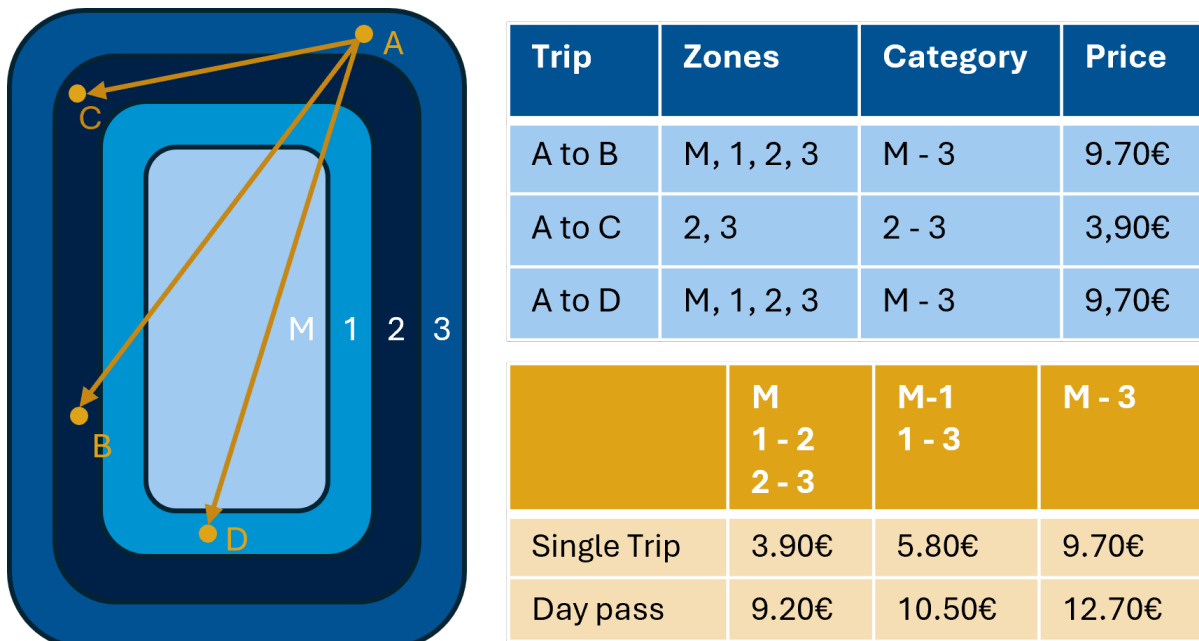 A
C
M 1 2 3
B
D
Trip Zones Category Price
A to B M, 1, 2, 3 M - 3 9.70€
A to C 2, 3 2 - 3 3,90€
A to D M, 1, 2, 3 M - 3 9,70€
M M-1 M - 3
1 - 2 1 - 3
2 - 3
Single Trip 3.90€ 5.80€ 9.70€
Day pass 9.20€ 10.50€ 12.70€